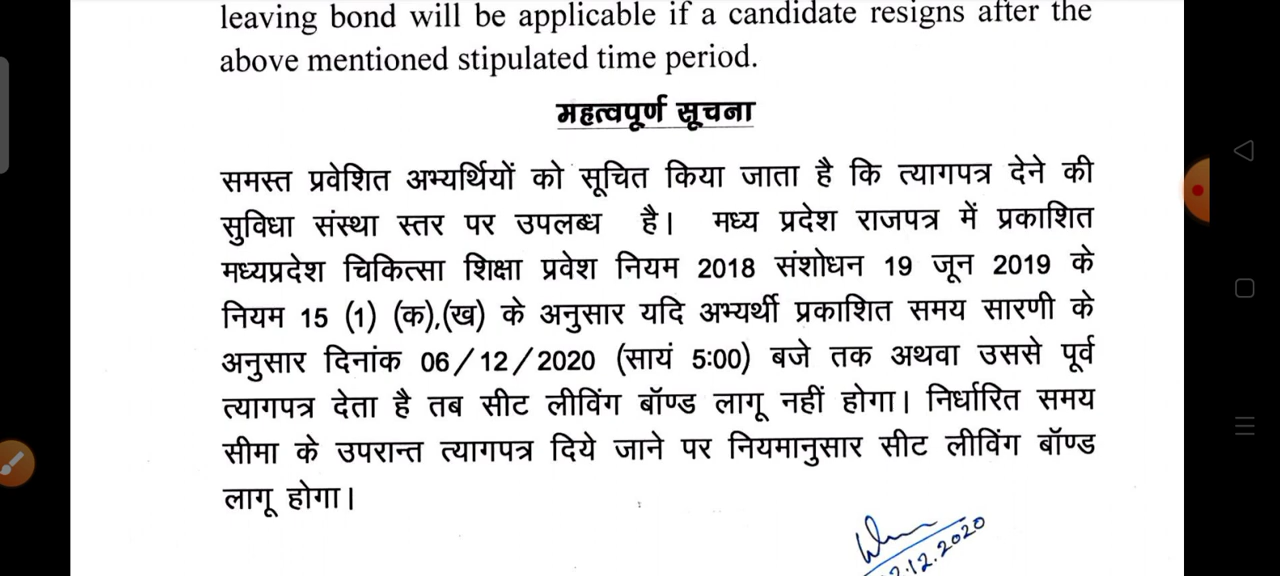 leaving bond will be applicable if a candidate resigns after the
above mentioned stipulated time period.
महत्वपूर्ण सूचना
समस्त प्रवेशित अभ्यर्थियों को सूचित किया जाता है कि त्यागपत्र देने की
सुविधा संस्था स्तर पर उपलब्ध है। मध्य प्रदेश राजपत्र में प्रकाशित
मध्यप्रदेश चिकित्सा शिक्षा प्रवेश नियम 2018 संशोधन 19 जून 2019 के
नियम 15 (1) (क),(ख) के अनुसार यदि अभ्यर्थी प्रकाशित समय सारणी के
अनुसार दिनांक 06/12/2020 (सायं 5:00) बजे तक अथवा उससे पूर्व
त्यागपत्र देता है तब सीट लीविंग बॉण्ड लागू नहीं होगा। निर्धारित समय
सीमा के उपरान्त त्यागपत्र दिये जाने पर नियमानुसार सीट लीविंग बॉण्ड
लागू होगा।